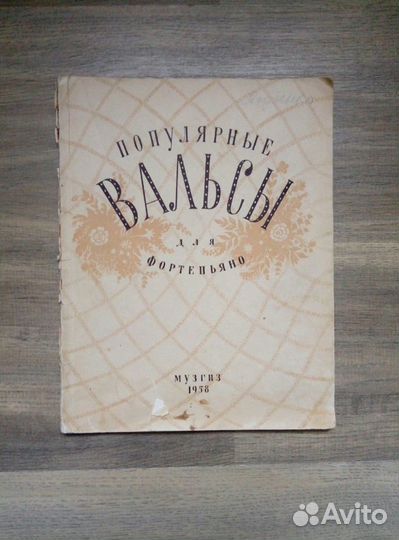 ПОПУЛЯРНЫЕ
ВАЛЬСЫ
ДЛЯ
ФОРТЕПЬЯНО
МУЗГИЗ
1958
Avito